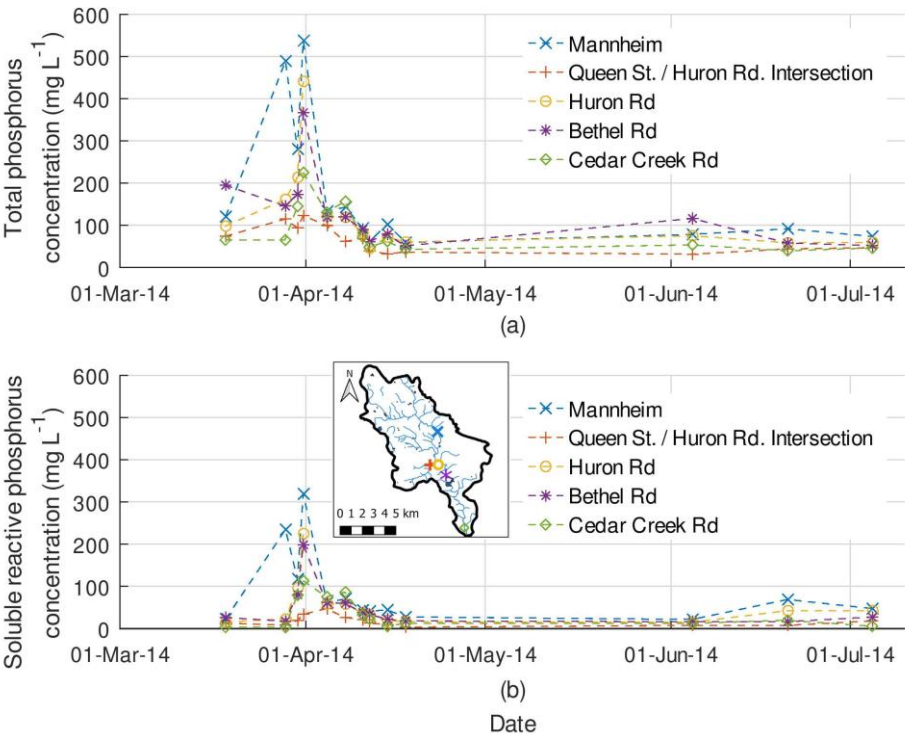 600
500
400
300
200
100
0
Total phosphorus
concentration (mg L-1)
Mannheim
Queen St. / Huron Rd. Intersection
Huron Rd
Bethel Rd
Cedar Creek Rd
01-Mar-14 01-Apr-14 01-May-14 01-Jun-14 01-Jul-14
(a)
600
500
400
300
200
100
0
Soluble reactive phosphorus
concentration (mg L-1)
N
0 1 2 3 4 5 km
Mannheim
Queen St. / Huron Rd. Intersection
Huron Rd
Bethel Rd
Cedar Creek Rd
01-Mar-14 01-Apr-14 01-May-14 01-Jun-14 01-Jul-14
(b)
Date